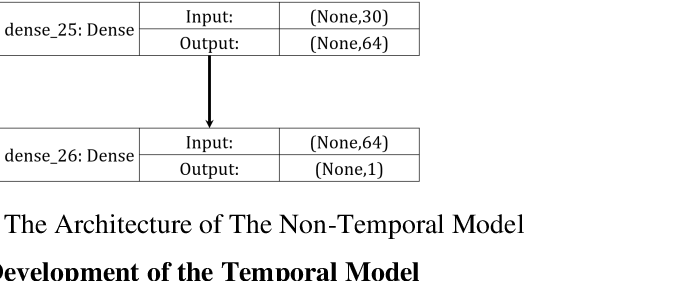 dense_25: Dense Input: (None,30)
Output: (None,64)
dense_26: Dense Input: (None,64)
Output: (None,1)
The Architecture of The Non-Temporal Model
of the Temporal Model